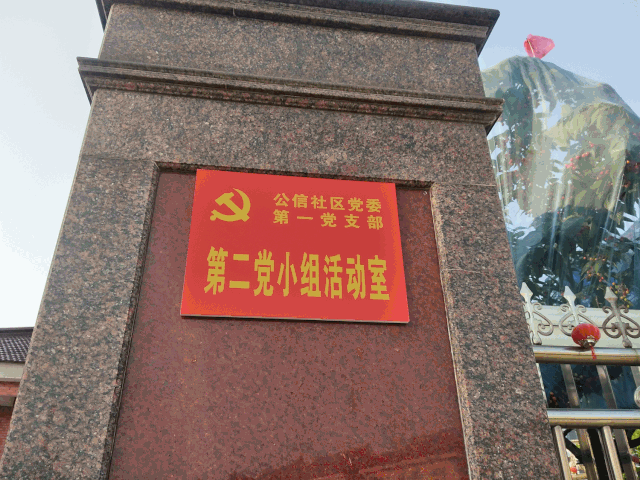 公信社区党委
第一党支部
第二党小组活动室